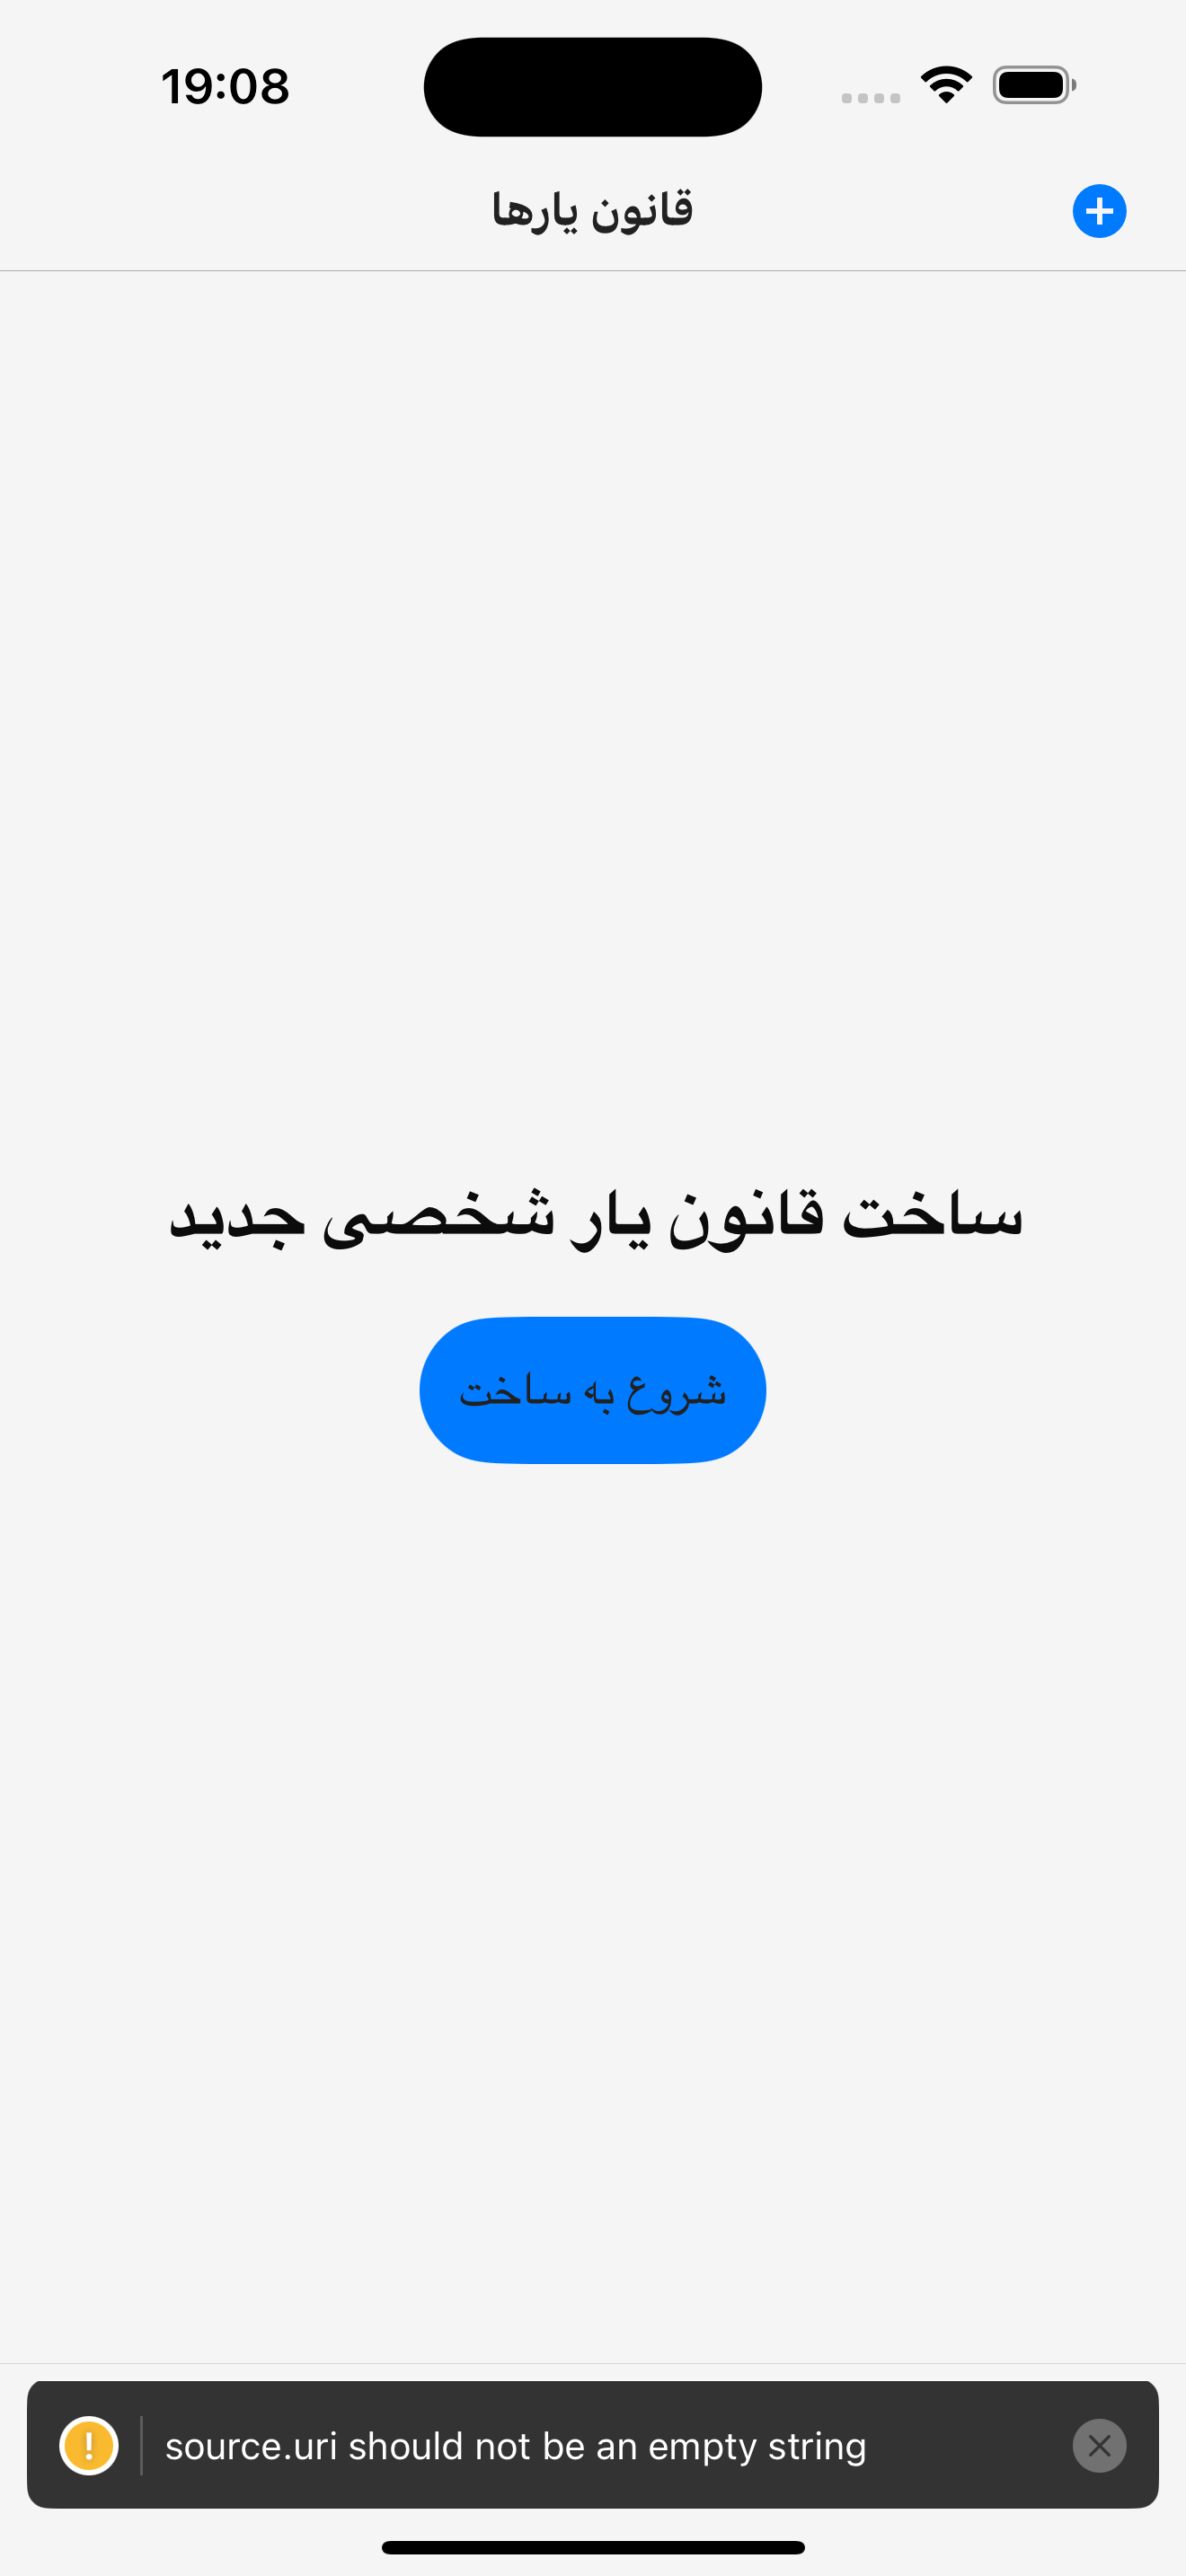 19:08
قانون یارها
ساخت قانون یار شخصی جدید
شروع به ساخت
source.uri should not be an empty string